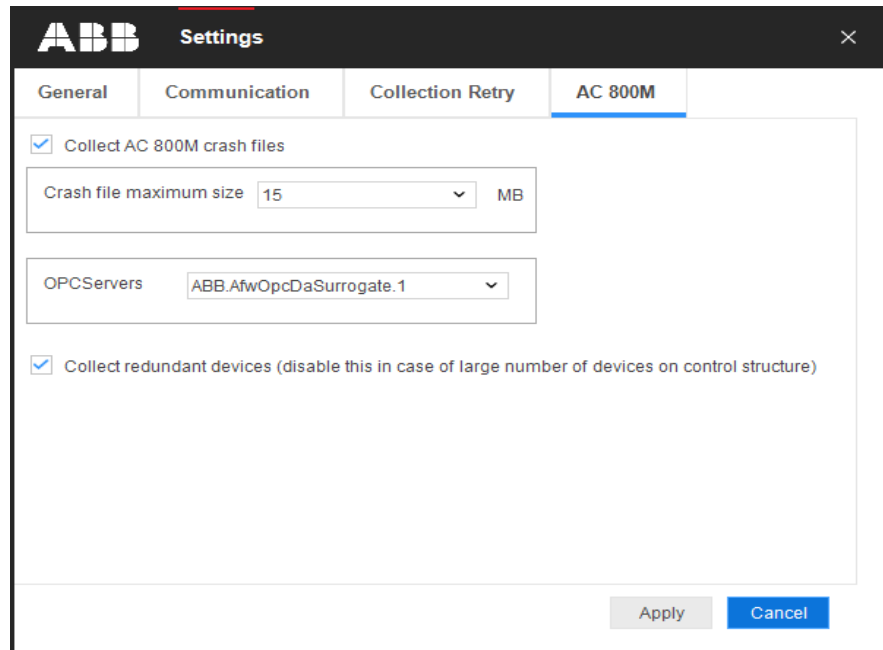 ABB Settings
General Communication Collection Retry AC 800M
Collect AC 800M crash files
Crash file maximum size 15 MB
OPCServers ABB.AfwOpcDaSurrogate.1
Collect redundant devices (disable this in case of large number of devices on control structure)
Apply Cancel